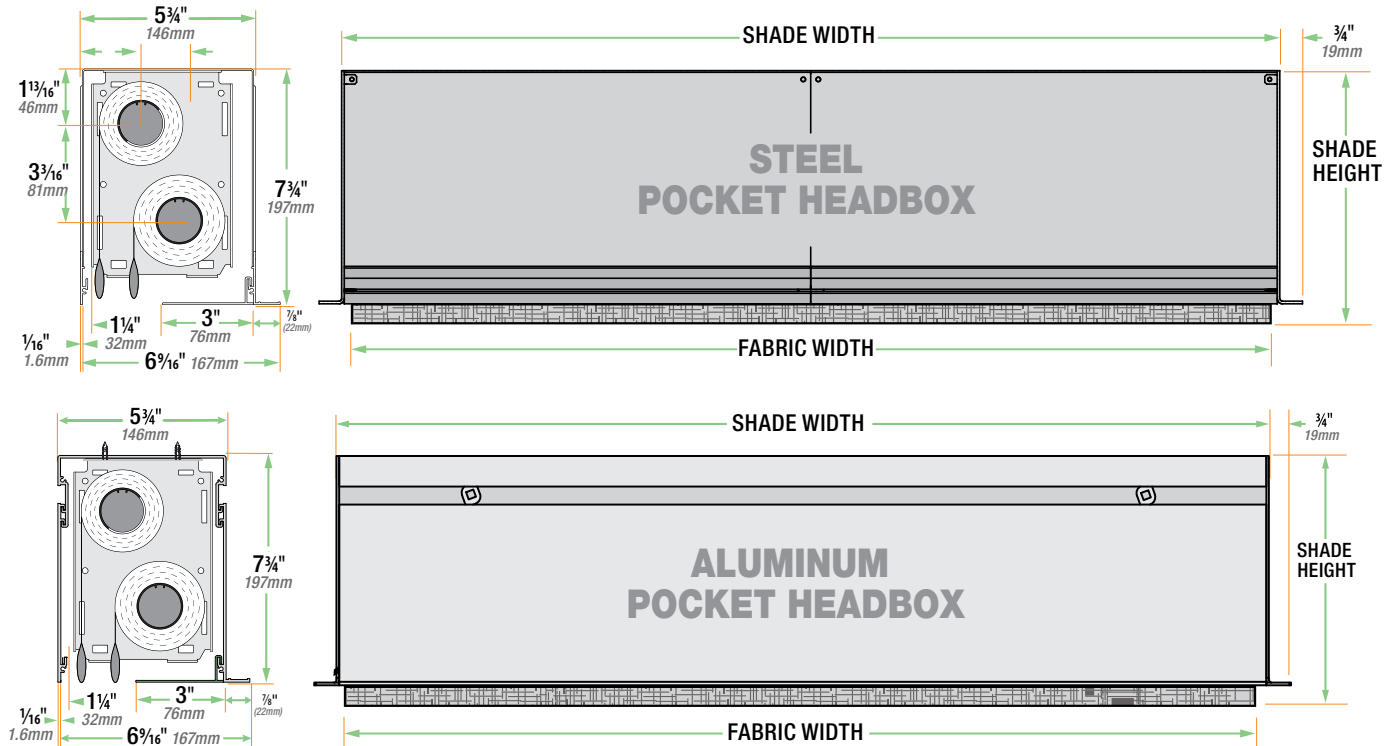 5¾"
146mm
SHADE WIDTH
¾"
19mm
1¹³⁄₁₆"
46mm
3³⁄₁₆"
81mm
7¾"
197mm
STEEL
POCKET HEADBOX
SHADE
HEIGHT
1¼"
32mm
3"
76mm
⅞"
(22mm)
¹⁄₁₆"
1.6mm
6⁹⁄₁₆" 167mm
FABRIC WIDTH
5¾"
146mm
SHADE WIDTH
¾"
19mm
7¾"
197mm
ALUMINUM
POCKET HEADBOX
SHADE
HEIGHT
1¼"
32mm
3"
76mm
⅞"
(22mm)
¹⁄₁₆"
1.6mm
6⁹⁄₁₆" 167mm
FABRIC WIDTH